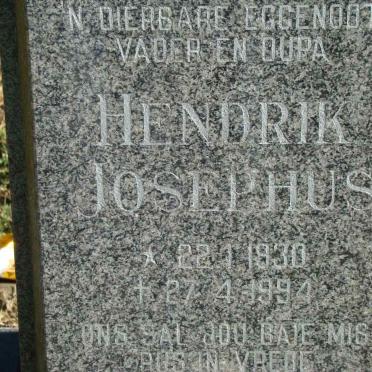 'N DIERBARE EGGENOOT
VADER EN OUPA
HENDRIK
JOSEPHUS
* 22 1 1930
+ 27 4 1994
ONS SAL JOU BAIE MIS
RUS IN VREDE